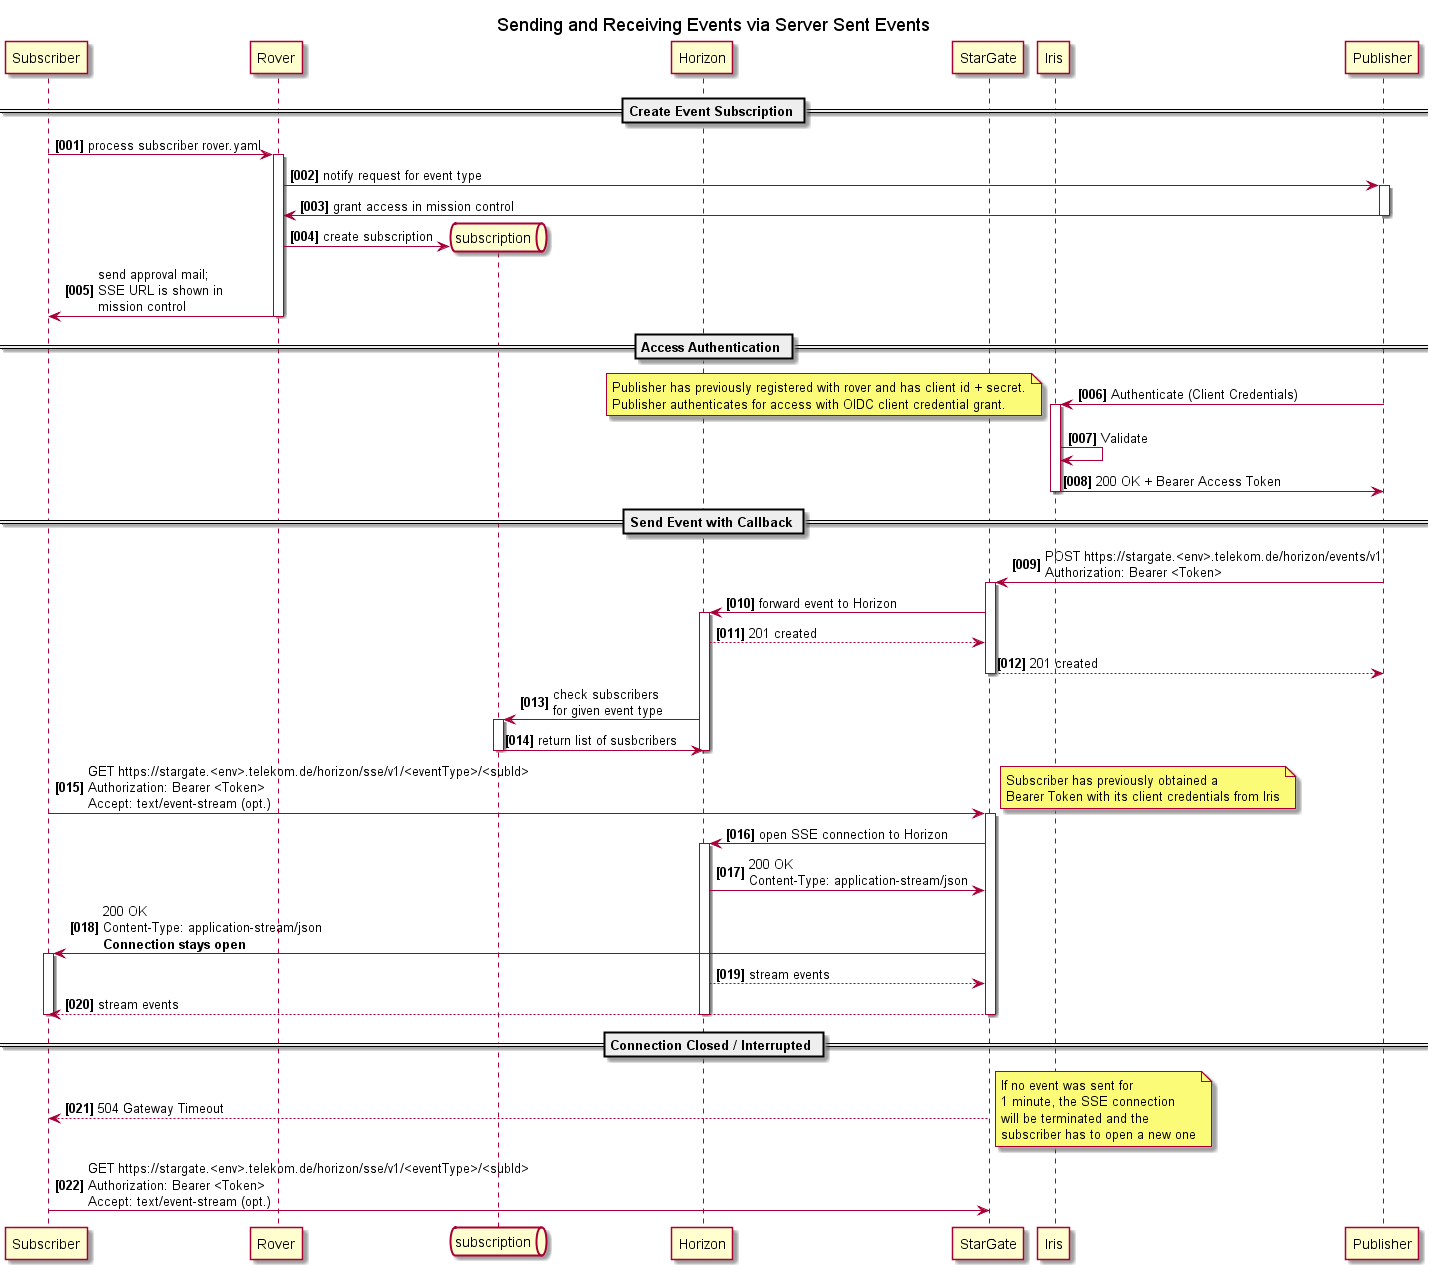 Sending and Receiving Events via Server Sent Events
Subscriber
Rover
Horizon
StarGate
Iris
Publisher
Create Event Subscription
[001] process subscriber rover.yaml
[002] notify request for event type
[003] grant access in mission control
[004] create subscription
subscription
send approval mail;
[005] SSE URL is shown in
mission control
Access Authentication
Publisher has previously registered with rover and has client id + secret.
Publisher authenticates for access with OIDC client credential grant.
[006] Authenticate (Client Credentials)
[007] Validate
[008] 200 OK + Bearer Access Token
Send Event with Callback
POST https://stargate.<env>.telekom.de/horizon/events/v1
[009]
Authorization: Bearer <Token>
[010] forward event to Horizon
[011] 201 created
[012] 201 created
check subscribers
[013]
for given event type
[014] return list of susbcribers
GET https://stargate.<env>.telekom.de/horizon/sse/v1/<eventType>/<subId>
[015] Authorization: Bearer <Token>
Accept: text/event-stream (opt.)
Subscriber has previously obtained a
Bearer Token with its client credentials from Iris
[016] open SSE connection to Horizon
200 OK
[017]
Content-Type: application-stream/json
200 OK
[018] Content-Type: application-stream/json
Connection stays open
[019] stream events
[020] stream events
Connection Closed / Interrupted
If no event was sent for
1 minute, the SSE connection
will be terminated and the
subscriber has to open a new one
[021] 504 Gateway Timeout
GET https://stargate.<env>.telekom.de/horizon/sse/v1/<eventType>/<subId>
[022] Authorization: Bearer <Token>
Accept: text/event-stream (opt.)
Subscriber
Rover
subscription
Horizon
StarGate
Iris
Publisher